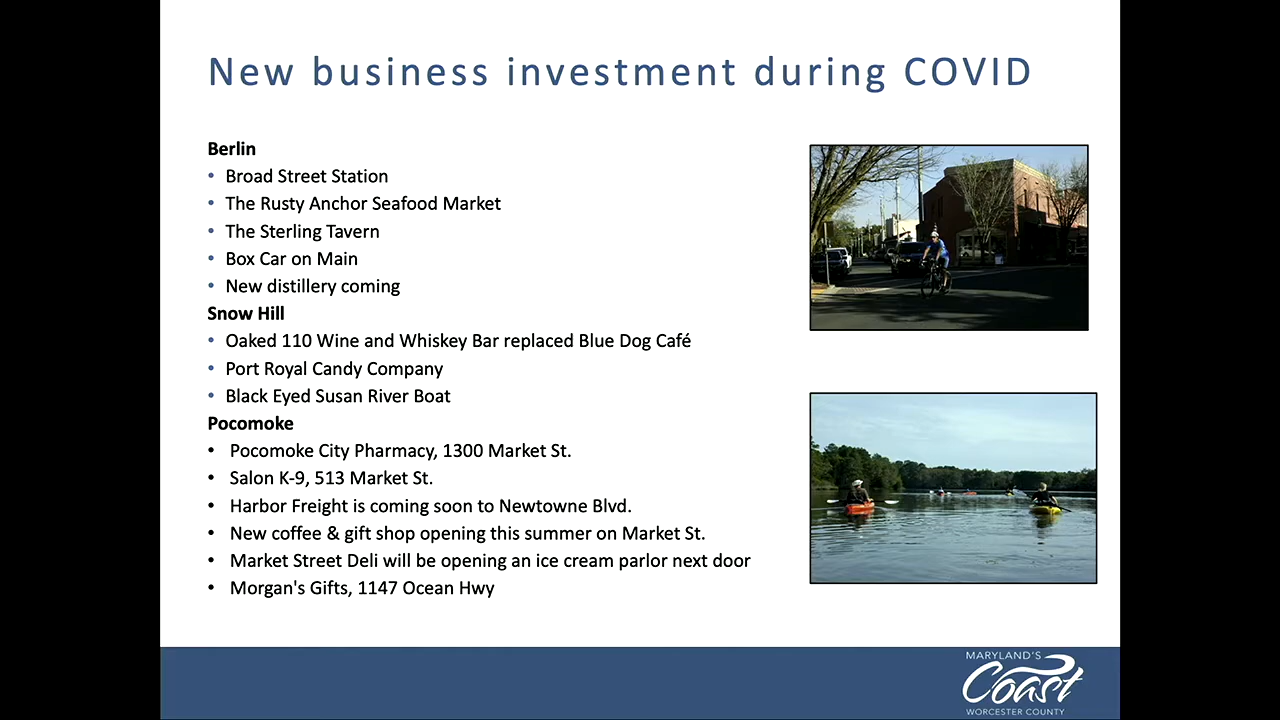 New business investment during COVID
Berlin
• Broad Street Station
• The Rusty Anchor Seafood Market
• The Sterling Tavern
• Box Car on Main
• New distillery coming
Snow Hill
• Oaked 110 Wine and Whiskey Bar replaced Blue Dog Café
• Port Royal Candy Company
• Black Eyed Susan River Boat
Pocomoke
• Pocomoke City Pharmacy, 1300 Market St.
• Salon K-9, 513 Market St.
• Harbor Freight is coming soon to Newtowne Blvd.
• New coffee & gift shop opening this summer on Market St.
• Market Street Deli will be opening an ice cream parlor next door
• Morgan's Gifts, 1147 Ocean Hwy
MARYLAND'S
Coast
WORCESTER COUNTY